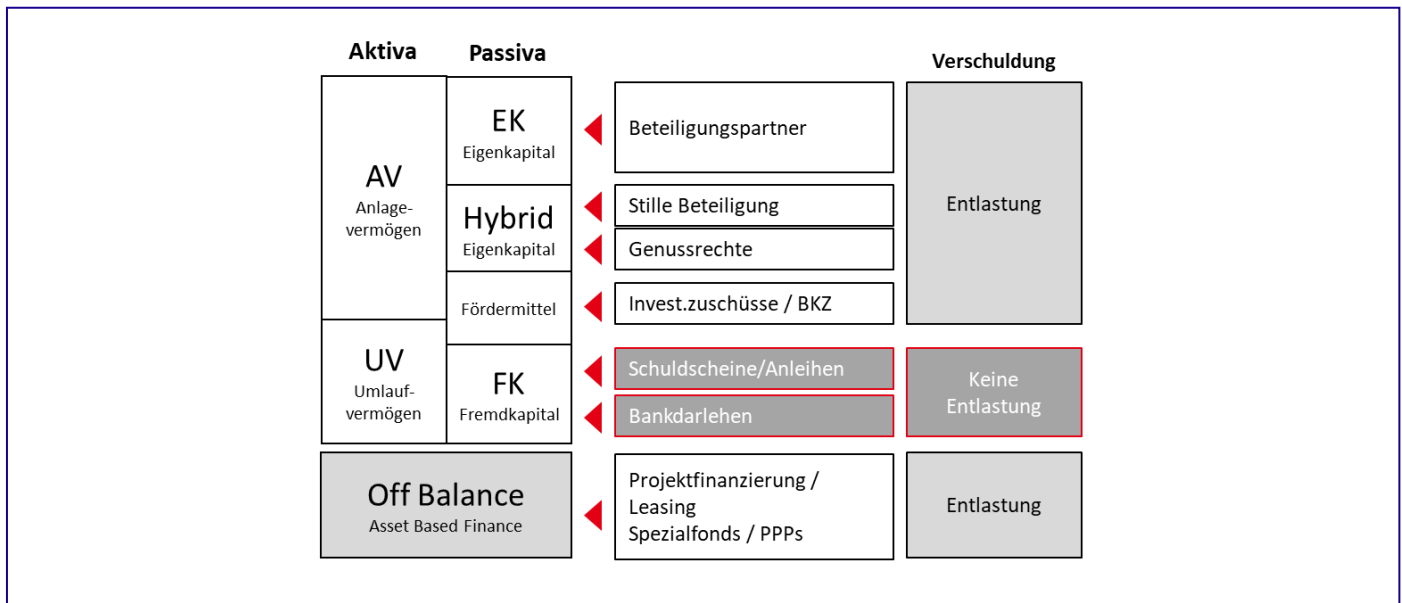 Aktiva
Passiva
Verschuldung
AV
Anlage-
vermögen
UV
Umlauf-
vermögen
EK
Eigenkapital
Hybrid
Eigenkapital
Fördermittel
FK
Fremdkapital
Beteiligungspartner
Stille Beteiligung
Genussrechte
Invest.zuschüsse / BKZ
Schuldscheine/Anleihen
Bankdarlehen
Entlastung
Keine
Entlastung
Off Balance
Asset Based Finance
Projektfinanzierung /
Leasing
Spezialfonds / PPPs
Entlastung